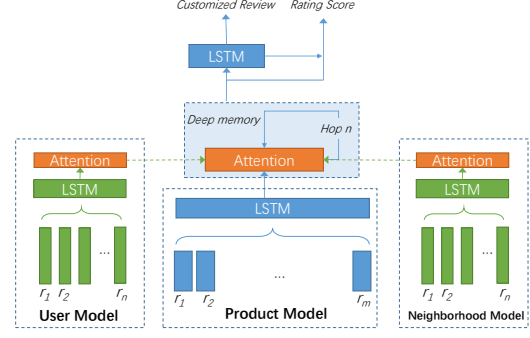 Customized Review
Rating Score
LSTM
Deep memory
Hop n
Attention
Attention
Attention
LSTM
LSTM
LSTM
r1 r2 ... rn
r1 r2 ... rm
r1 r2 ... rn
User Model
Product Model
Neighborhood Model